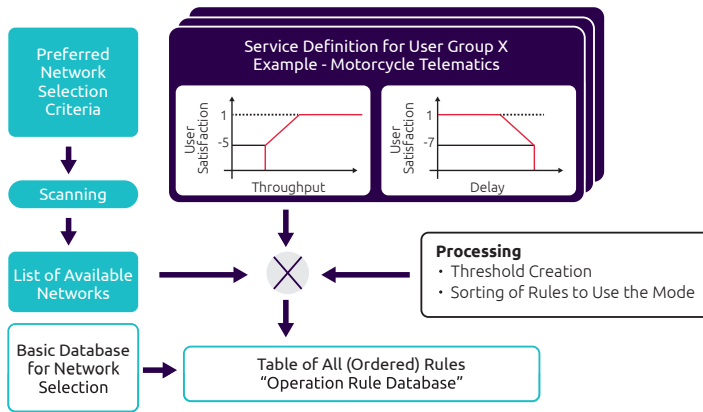 Preferred
Network
Selection
Criteria
Scanning
List of Available
Networks
Basic Database
for Network
Selection
Service Definition for User Group X
Example - Motorcycle Telematics
User
Satisfaction
1
-5
Throughput
User
Satisfaction
1
-7
Delay
Processing
• Threshold Creation
• Sorting of Rules to Use the Mode
Table of All (Ordered) Rules
“Operation Rule Database”